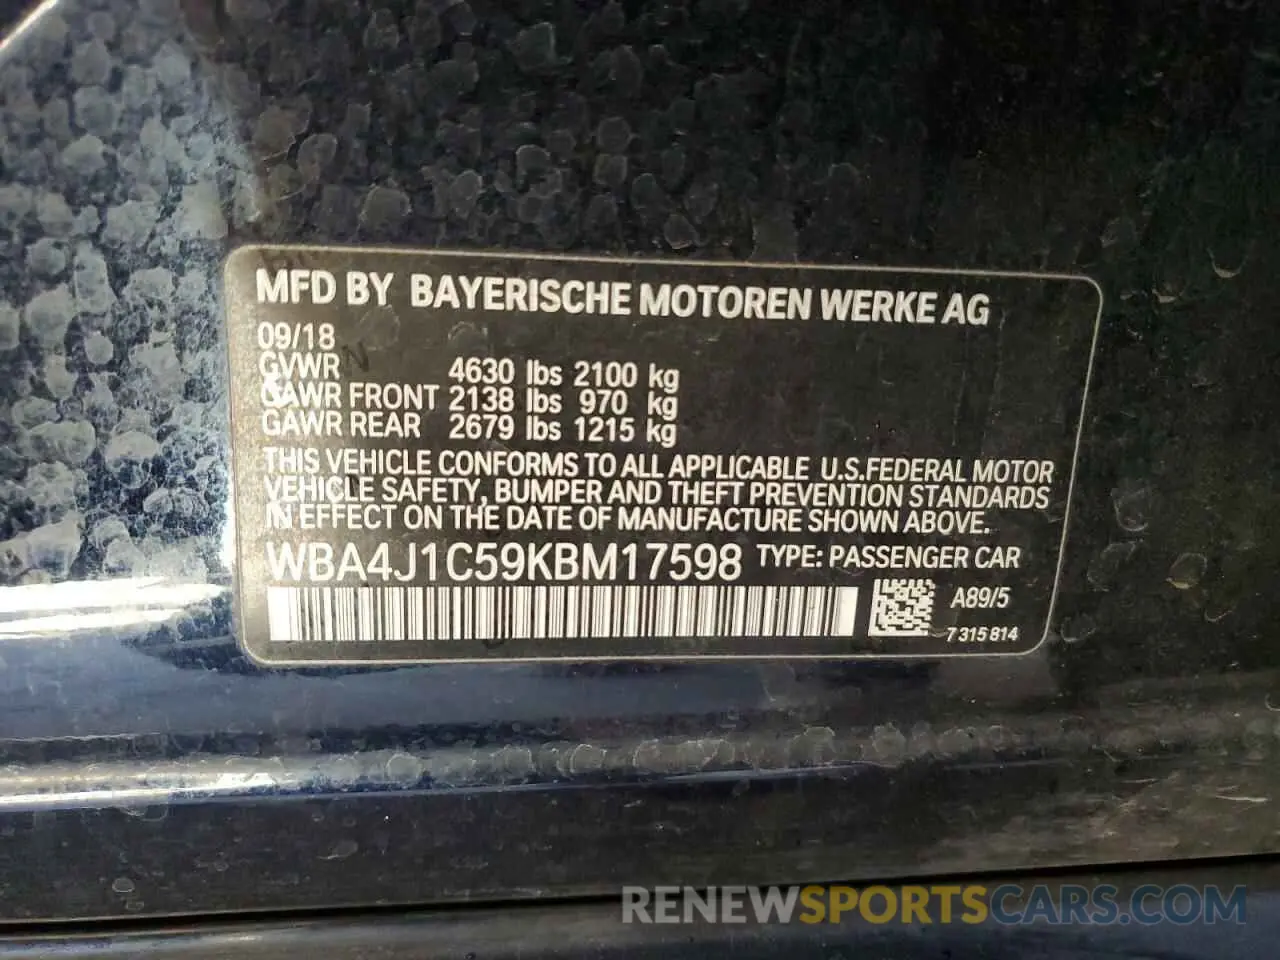 MFD BY BAYERISCHE MOTOREN WERKE AG
09/18
GVWR 4630 lbs 2100 kg
GAWR FRONT 2138 lbs 970 kg
GAWR REAR 2679 lbs 1215 kg
THIS VEHICLE CONFORMS TO ALL APPLICABLE U.S.FEDERAL MOTOR
VEHICLE SAFETY, BUMPER AND THEFT PREVENTION STANDARDS
IN EFFECT ON THE DATE OF MANUFACTURE SHOWN ABOVE.
WBA4J1C59KBM17598 TYPE: PASSENGER CAR
A89/5
7 315 814
RENEWSPORTSCARS.COM